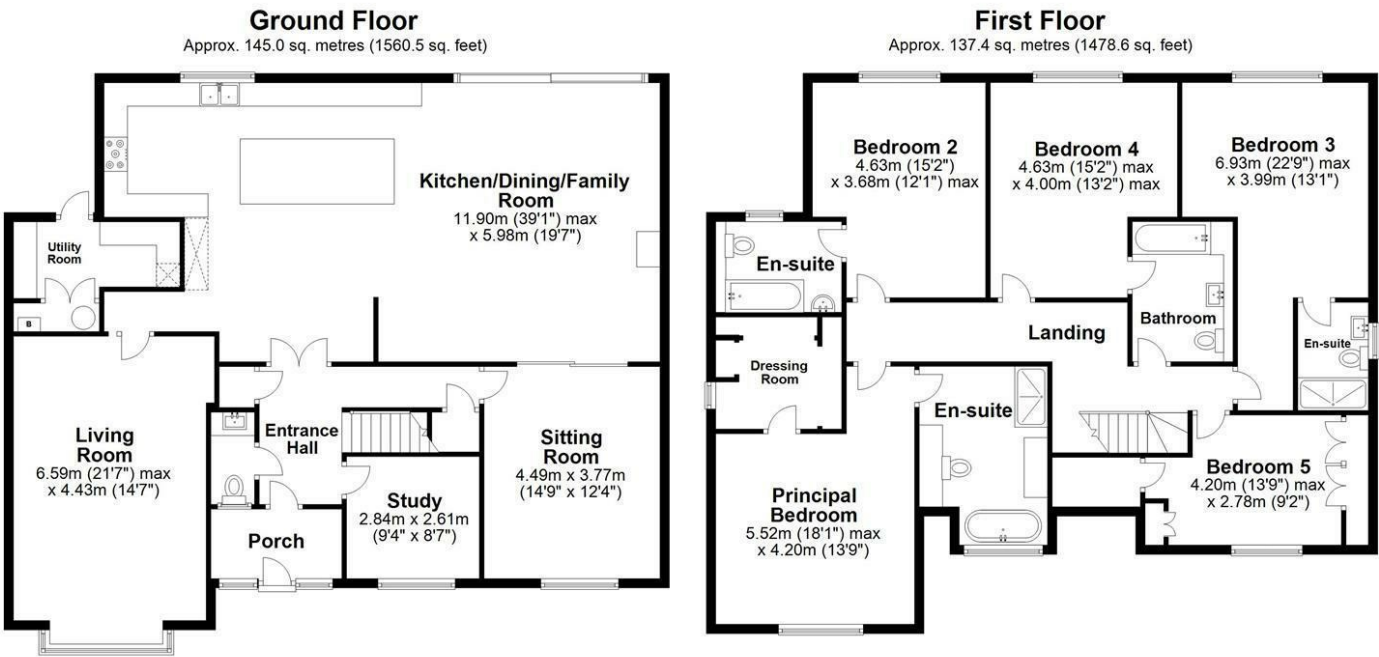 Ground Floor
Approx. 145.0 sq. metres (1560.5 sq. feet)
Kitchen/Dining/Family
Room
11.90m (39'1") max
x 5.98m (19'7")
Utility
Room
B
Living
Room
6.59m (21'7") max
x 4.43m (14'7")
Entrance
Hall
Sitting
Room
4.49m x 3.77m
(14'9" x 12'4")
Study
2.84m x 2.61m
(9'4" x 8'7")
Porch
First Floor
Approx. 137.4 sq. metres (1478.6 sq. feet)
Bedroom 2
4.63m (15'2")
x 3.68m (12'1") max
Bedroom 4
4.63m (15'2") max
x 4.00m (13'2") max
Bedroom 3
6.93m (22'9") max
x 3.99m (13'1")
En-suite
Landing
Bathroom
En-suite
Dressing
Room
En-suite
Principal
Bedroom
5.52m (18'1") max
x 4.20m (13'9")
Bedroom 5
4.20m (13'9") max
x 2.78m (9'2")